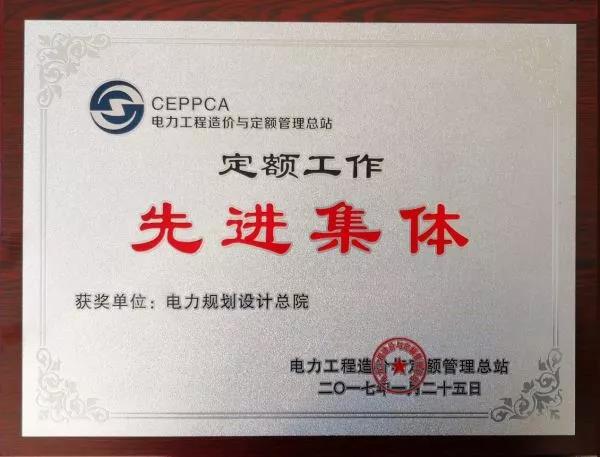 CEPPCA
电力工程造价与定额管理总站
定额工作
先进集体
获奖单位：电力规划设计总院
电力工程造价与定额管理总站
二〇一七年一月二十五日